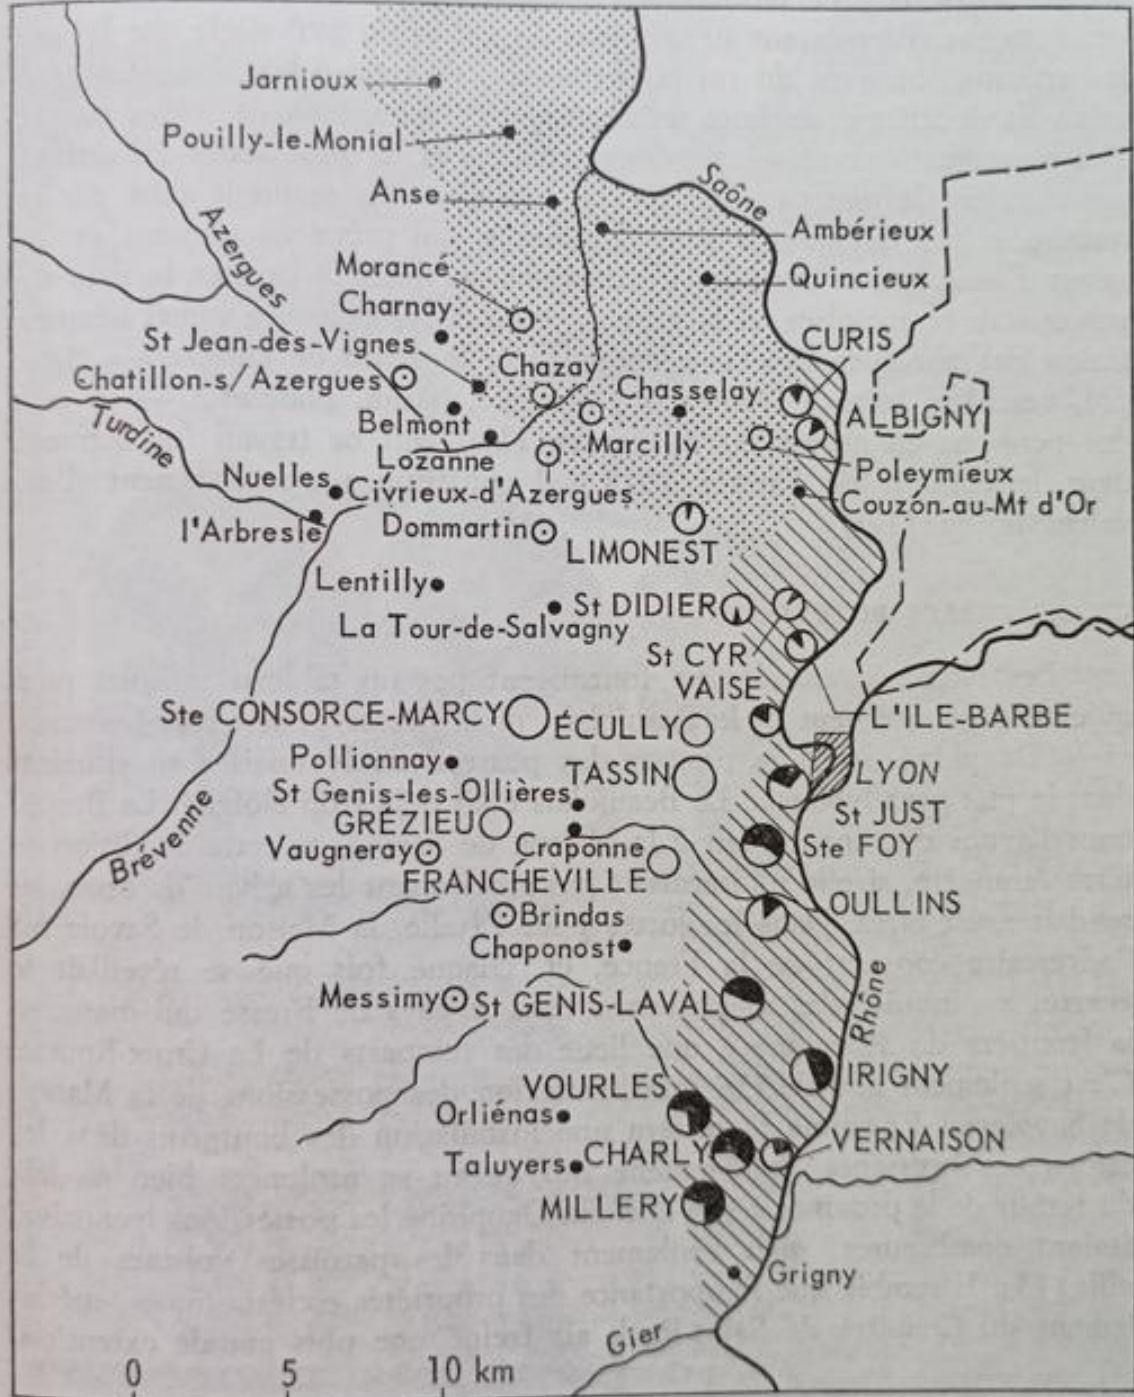 Jarnioux
Pouilly-le-Monial
Anse
Saône
Ambérieux
Azergues
Morancé
Quincieux
Charnay
CURIS
St Jean-des-Vignes
Chazay
Chatillon-s/Azergues
Chasselay
ALBIGNY
Belmont
Marcilly
Turdine
Lozanne
Poleymieux
Nuelles
Civrieux-d'Azergues
Couzon-au-Mt d'Or
l'Arbresle
Dommartin
LIMONEST
Lentilly
St DIDIER
La Tour-de-Salvagny
St CYR
VAISE
Ste CONSORCE-MARCY
ÉCULLY
L'ILE-BARBE
Pollionnay
TASSIN
LYON
St Genis-les-Ollières
St JUST
GRÉZIEU
Brévenne
Vaugneray
Craponne
Ste FOY
FRANCHEVILLE
OULLINS
Brindas
Chaponost
Messimy
St GENIS-LAVAL
Rhône
VOURLES
IRIGNY
Orliénas
VERNAISON
Taluyers
CHARLY
MILLERY
Grigny
Gier
0 5 10 km